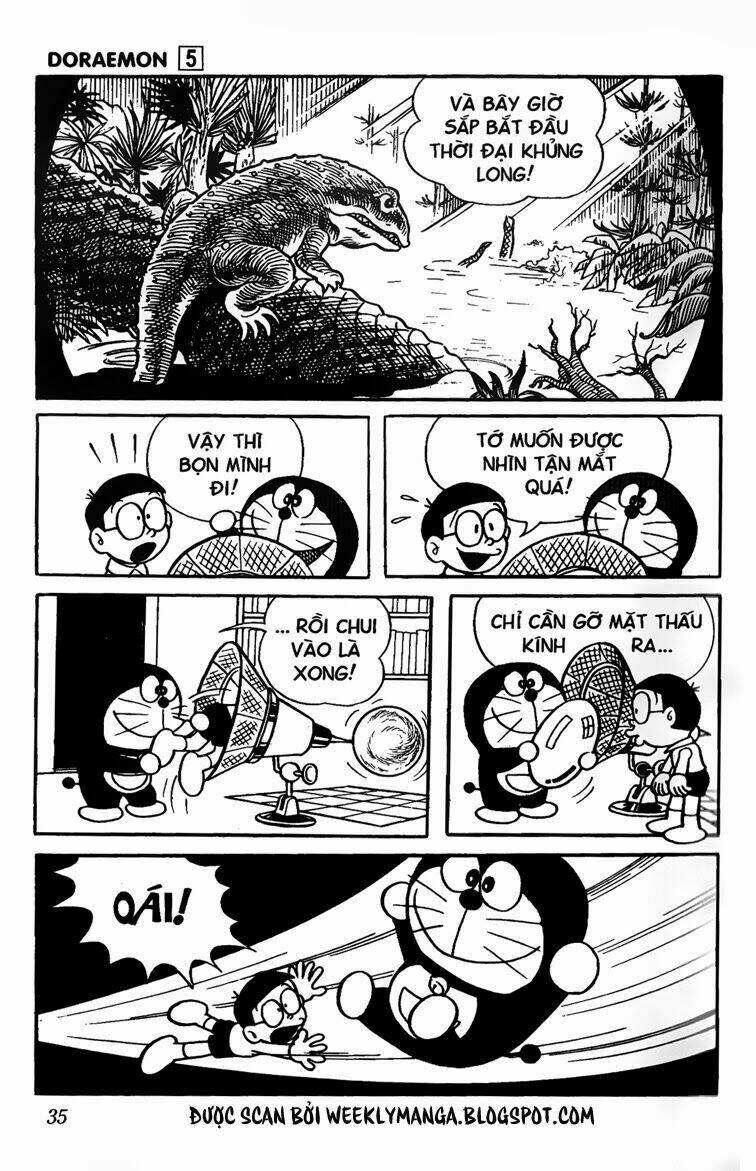 DORAEMON 5
VÀ BÂY GIỜ
SẮP BẮT ĐẦU
THỜI ĐẠI KHỦNG
LONG!
TỚ MUỐN ĐƯỢC
NHÌN TẬN MẮT
QUÁ!
VẬY THÌ
BỌN MÌNH
ĐI!
CHỈ CẦN GỠ MẶT THẤU
KÍNH RA...
... RỒI CHUI
VÀO LÀ
XONG!
OÁI!
35
ĐƯỢC SCAN BỞI WEEKLYMANGA.BLOGSPOT.COM